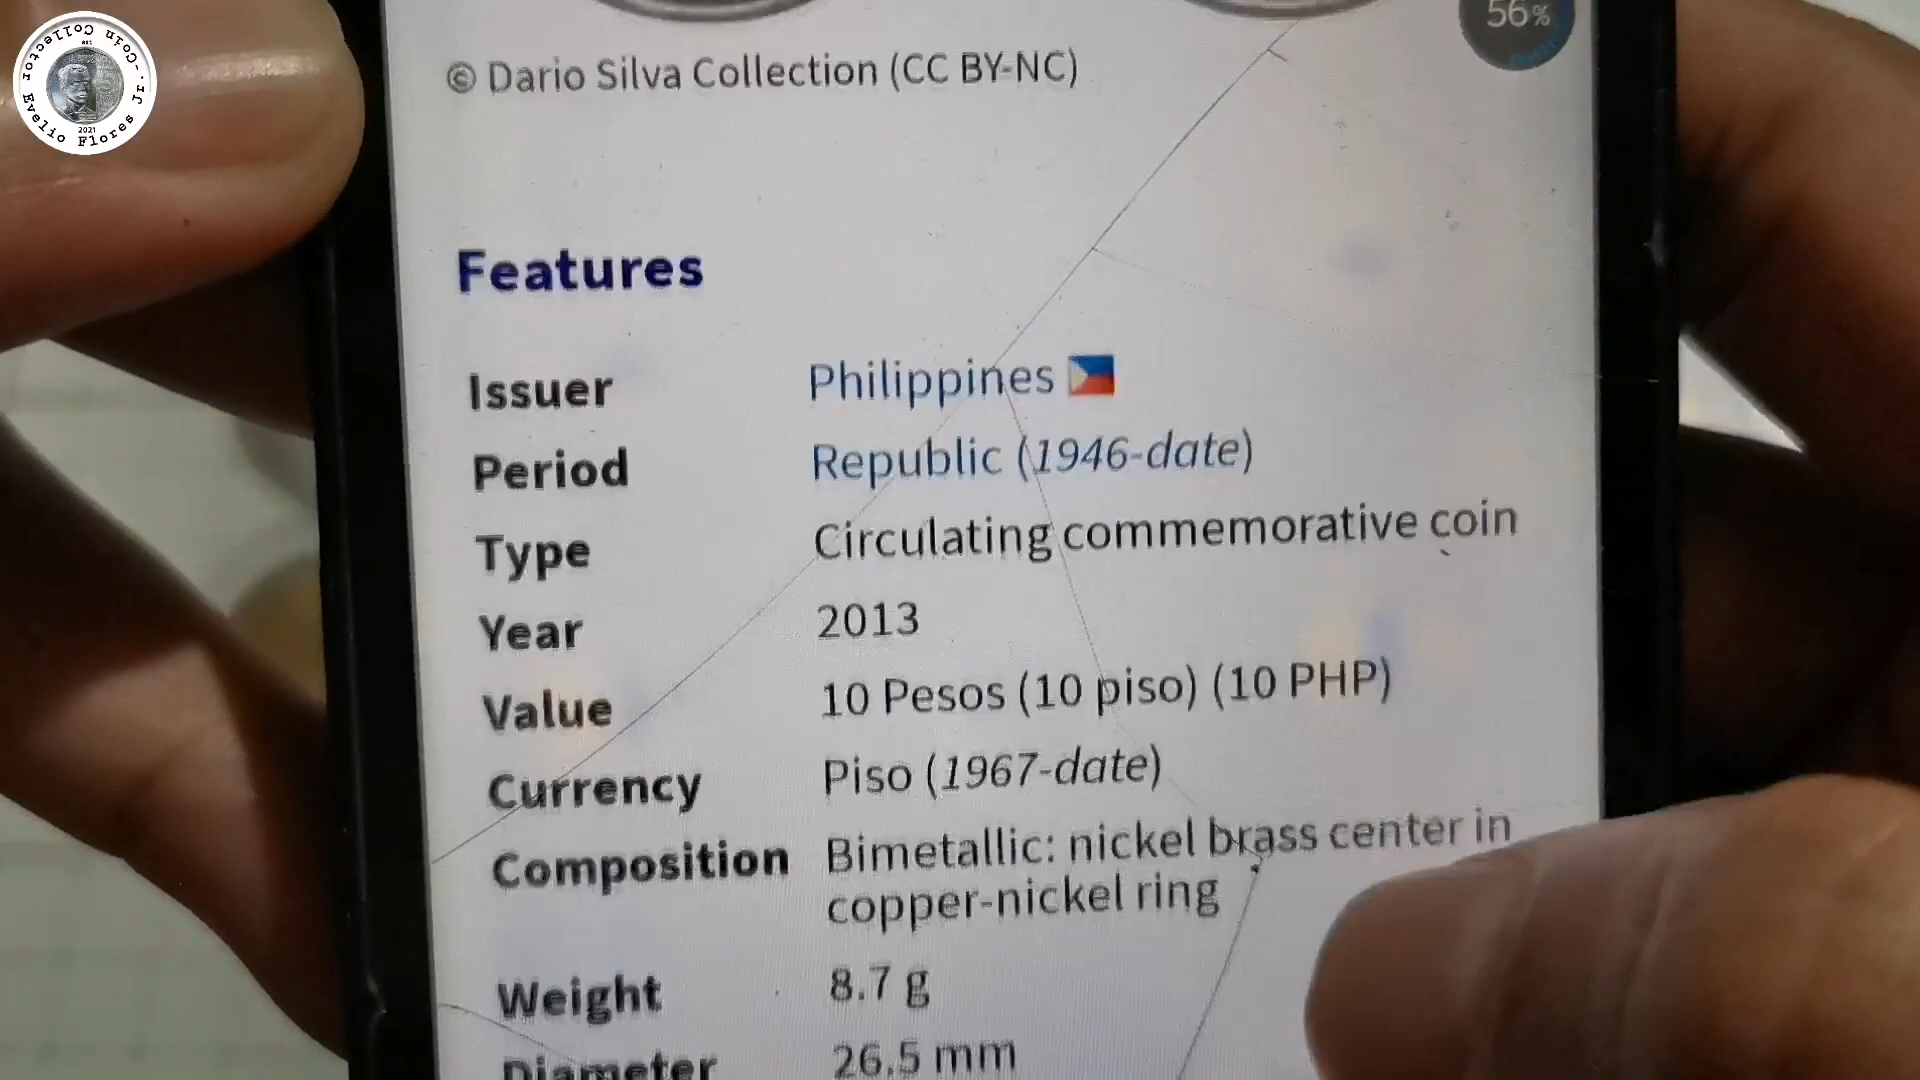 Evelio Flores Jr. -Coin Collector
est
2021
56%
© Dario Silva Collection (CC BY-NC)
Features
Issuer Philippines
Period Republic (1946-date)
Type Circulating commemorative coin
Year 2013
Value 10 Pesos (10 piso) (10 PHP)
Currency Piso (1967-date)
Composition Bimetallic: nickel brass center in
copper-nickel ring
Weight 8.7 g
Diameter 26.5 mm